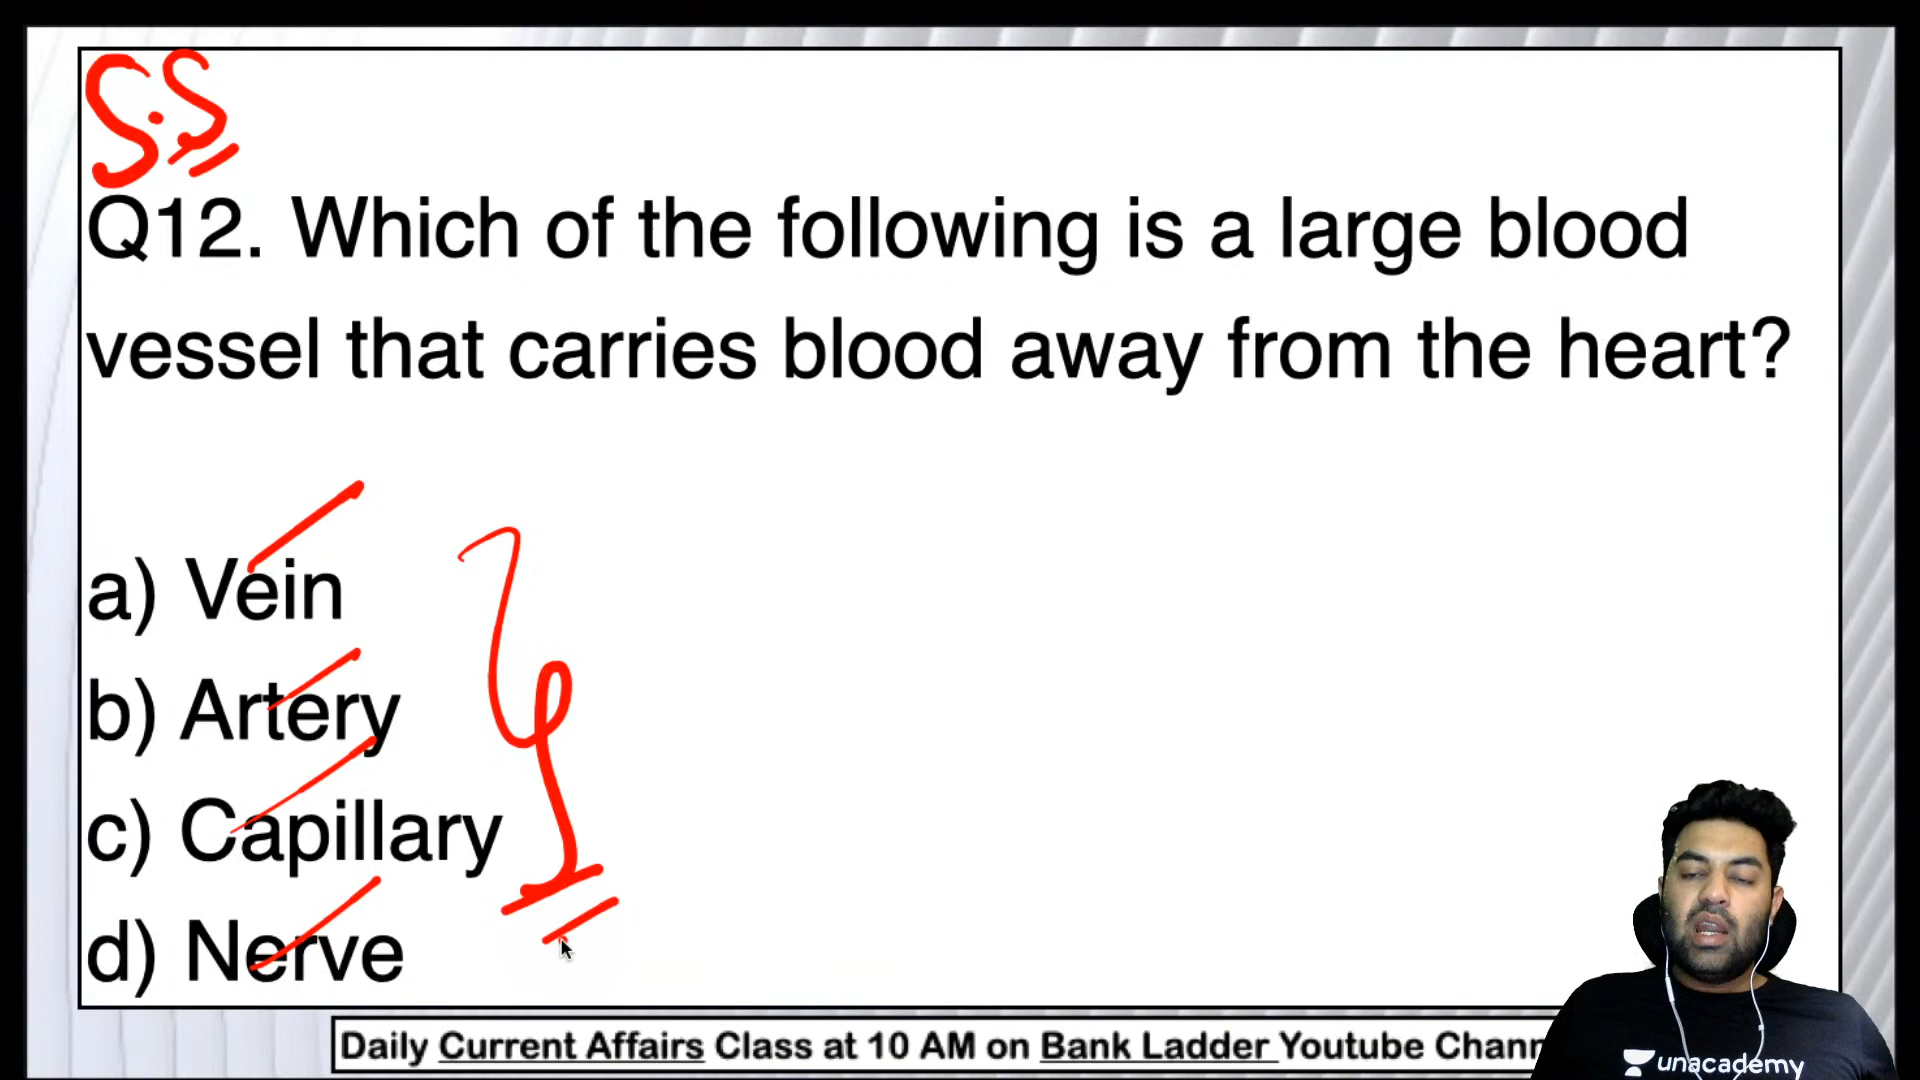 S.S
Q12. Which of the following is a large blood
vessel that carries blood away from the heart?
a) Vein
b) Artery
c) Capillary
d) Nerve
Daily Current Affairs Class at 10 AM on Bank Ladder Youtube Chann
unacademy